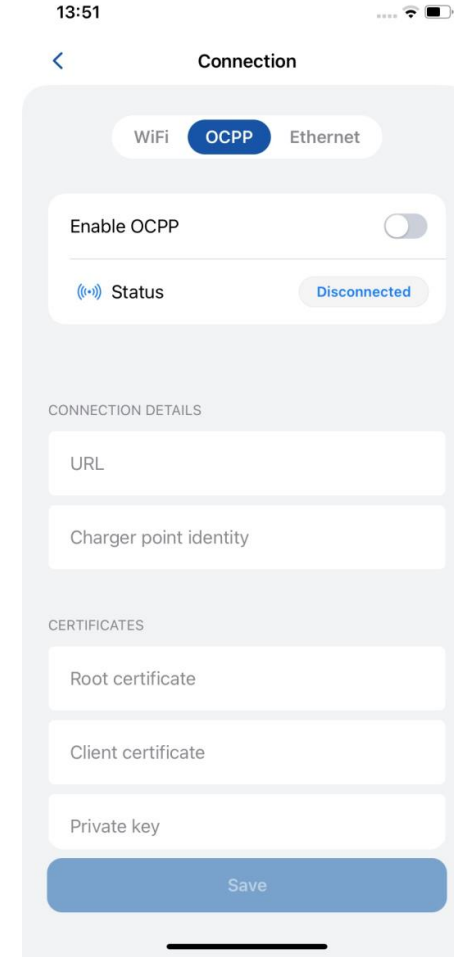 13:51
Connection
WiFi OCPP Ethernet
Enable OCPP
Status Disconnected
CONNECTION DETAILS
URL
Charger point identity
CERTIFICATES
Root certificate
Client certificate
Private key
Save